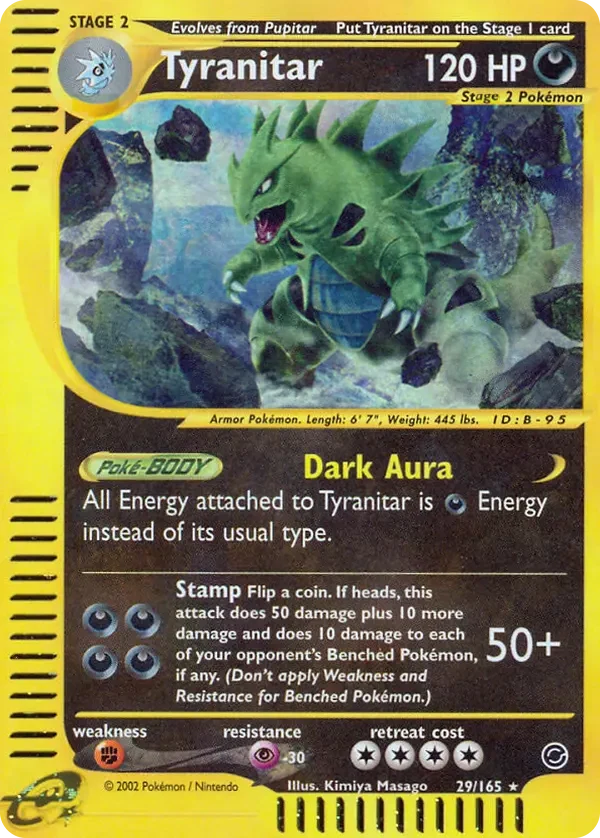 STAGE 2 Evolves from Pupitar Put Tyranitar on the Stage 1 card
Tyranitar 120 HP
Stage 2 Pokémon
Armor Pokémon. Length: 6' 7", Weight: 445 lbs. ID:B-95
Poké-BODY Dark Aura
All Energy attached to Tyranitar is Energy
instead of its usual type.
Stamp Flip a coin. If heads, this
attack does 50 damage plus 10 more
damage and does 10 damage to each
of your opponent's Benched Pokémon,
if any. (Don't apply Weakness and
Resistance for Benched Pokémon.)
50+
weakness resistance retreat cost
-30
© 2002 Pokémon / Nintendo Illus. Kimiya Masago 29/165 ★